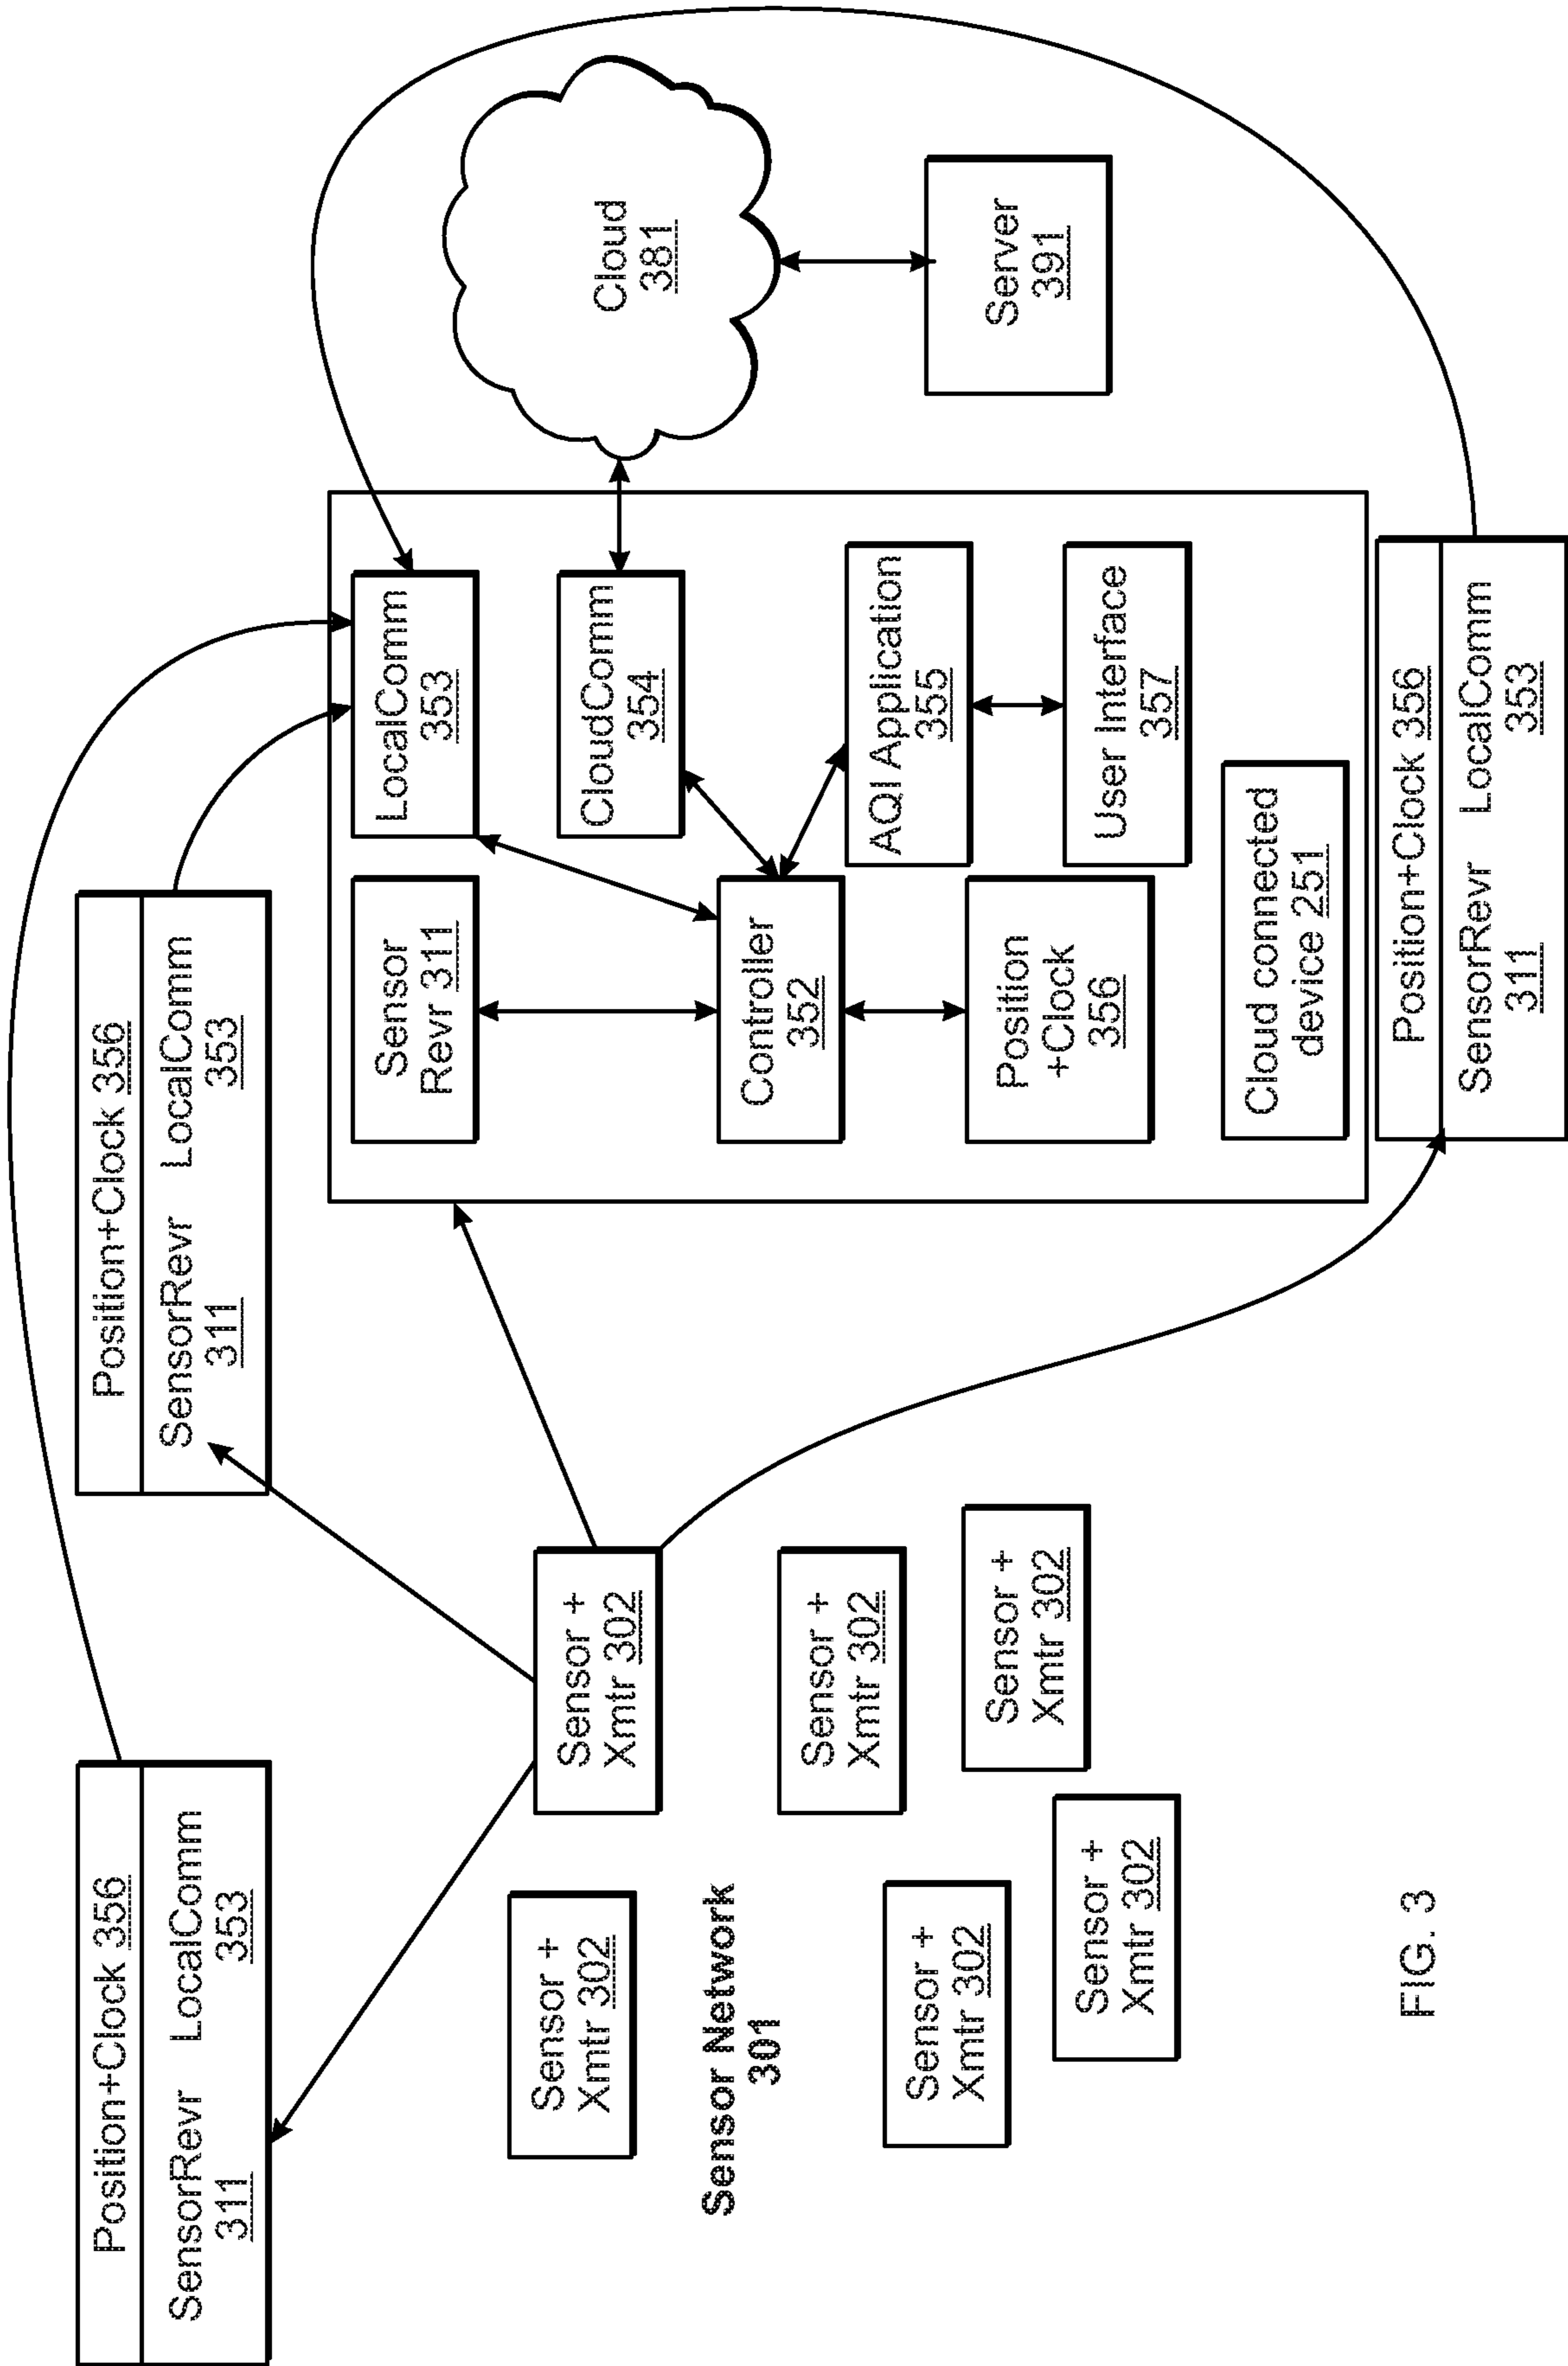 Position+Clock 356
SensorRevr LocalComm
311 353
Position+Clock 356
SensorRevr LocalComm
311 353
Sensor +
Xmtr 302
Sensor Network
301
Sensor +
Xmtr 302
Sensor +
Xmtr 302
Sensor +
Xmtr 302
Sensor +
Xmtr 302
Sensor +
Xmtr 302
Sensor
Revr 311
LocalComm
353
CloudComm
354
Controller
352
AQI Application
355
Position
+Clock
356
User Interface
357
Cloud connected
device 251
Cloud
381
Server
391
Position+Clock 356
SensorRevr LocalComm
311 353
FIG. 3